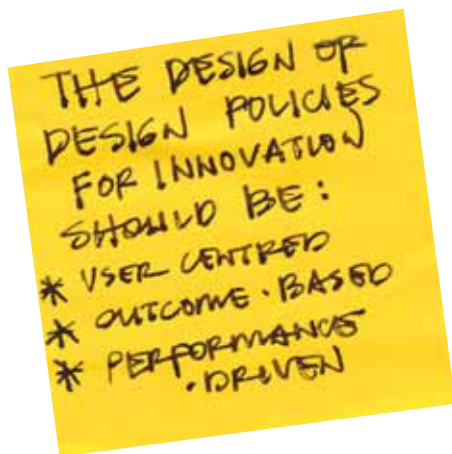 THE DESIGN OF
DESIGN POLICIES
FOR INNOVATION
SHOULD BE:
* USER CENTRED
* OUTCOME·BASED
* PERFORMANCE
·DRIVEN